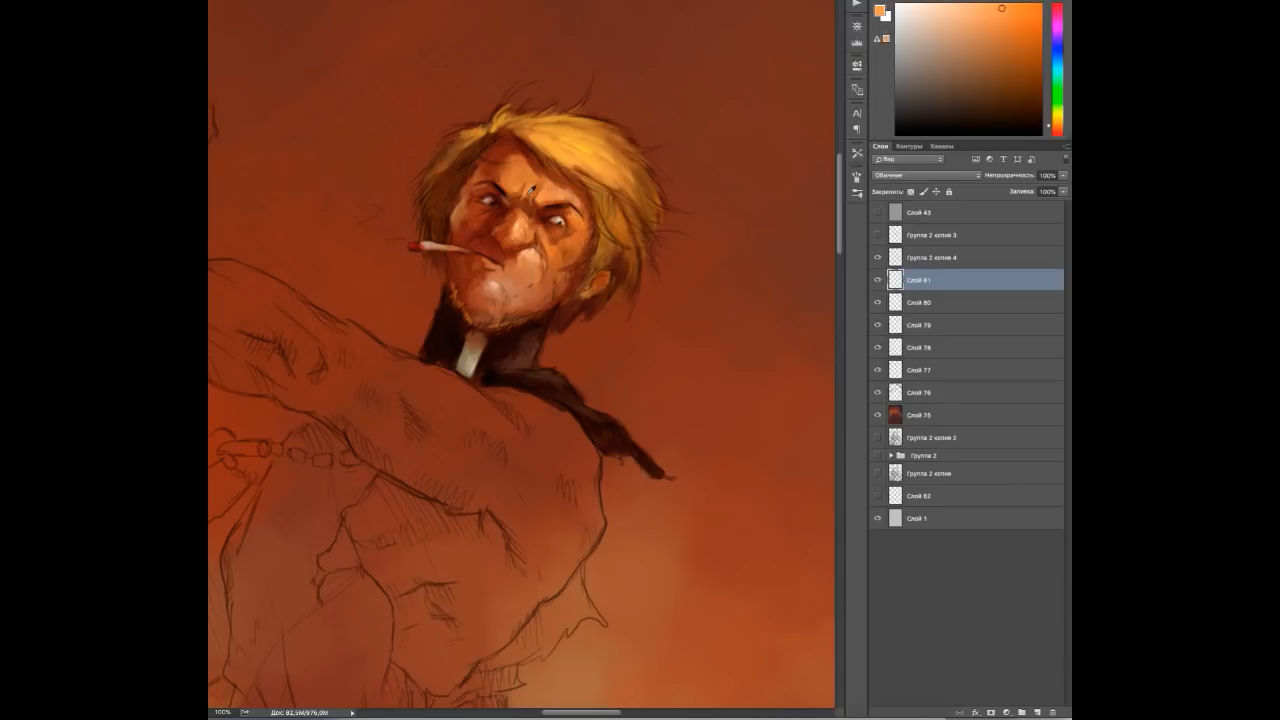 Слои Контуры Каналы
Вид
Обычные Непрозрачность: 100%
Закрепить: Заливка: 100%
Слой 43
Группа 2 копия 3
Группа 2 копия 4
Слой 81
Слой 80
Слой 79
Слой 78
Слой 77
Слой 76
Слой 75
Группа 2 копия 2
Группа 2
Группа 2 копия
Слой 62
Слой 1
100% Док: 82,5M/976,0M